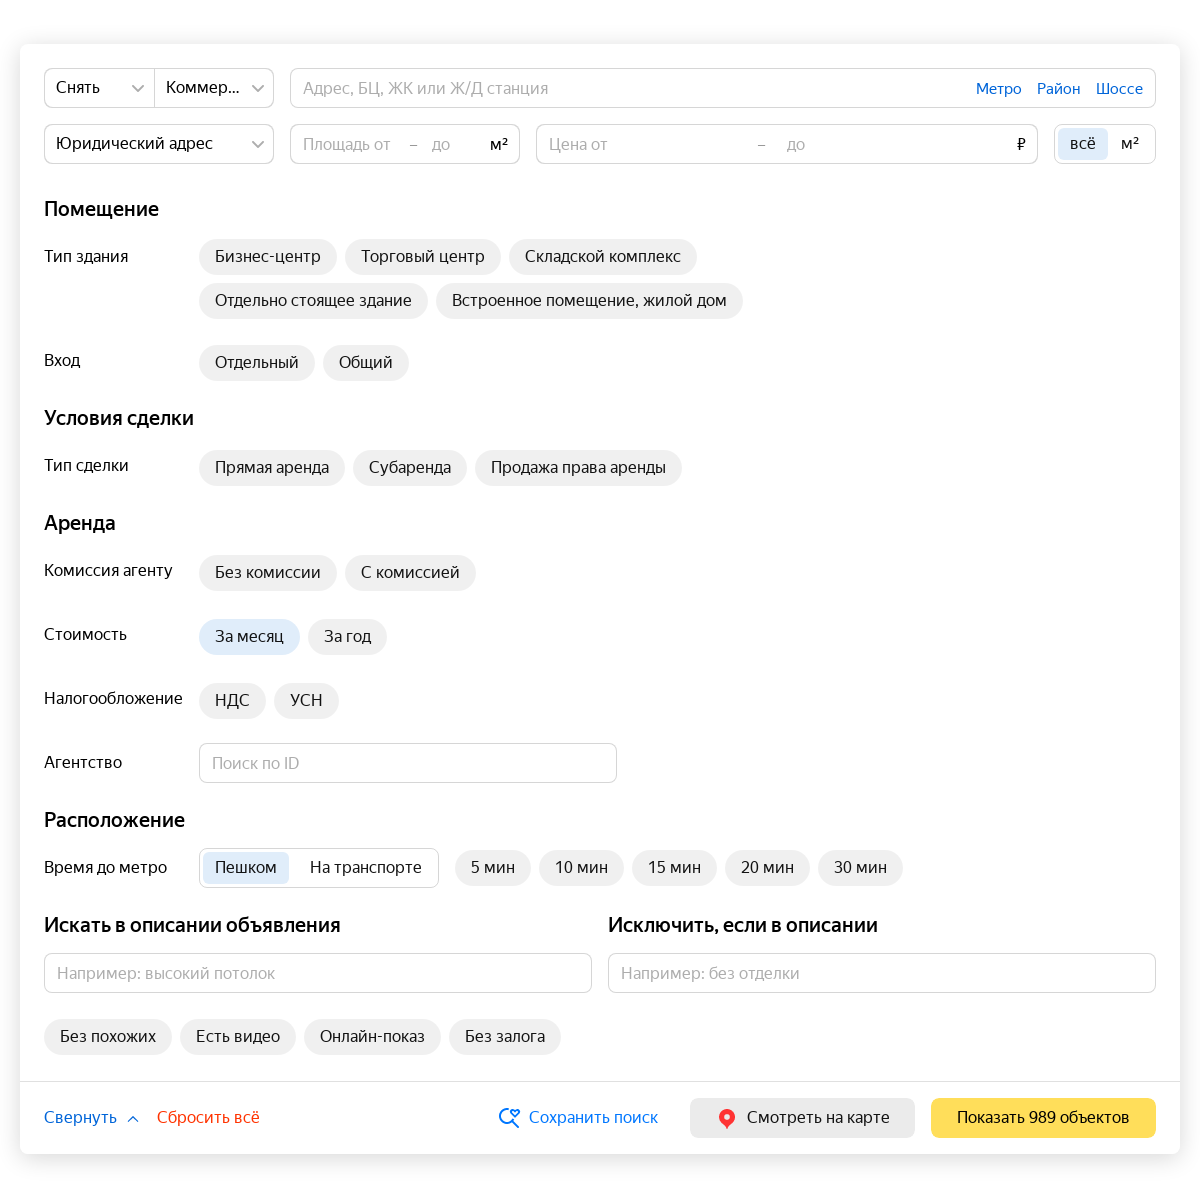 Снять Коммер... Адрес, БЦ, ЖК или Ж/Д станция Метро Район Шоссе
Юридический адрес Площадь от – до м² Цена от – до ₽ всё м²
Помещение
Тип здания Бизнес-центр Торговый центр Складской комплекс
Отдельно стоящее здание Встроенное помещение, жилой дом
Вход Отдельный Общий
Условия сделки
Тип сделки Прямая аренда Субаренда Продажа права аренды
Аренда
Комиссия агенту Без комиссии С комиссией
Стоимость За месяц За год
Налогообложение НДС УСН
Агентство Поиск по ID
Расположение
Время до метро Пешком На транспорте 5 мин 10 мин 15 мин 20 мин 30 мин
Искать в описании объявления Исключить, если в описании
Например: высокий потолок Например: без отделки
Без похожих Есть видео Онлайн-показ Без залога
Свернуть Сбросить всё Сохранить поиск Смотреть на карте Показать 989 объектов